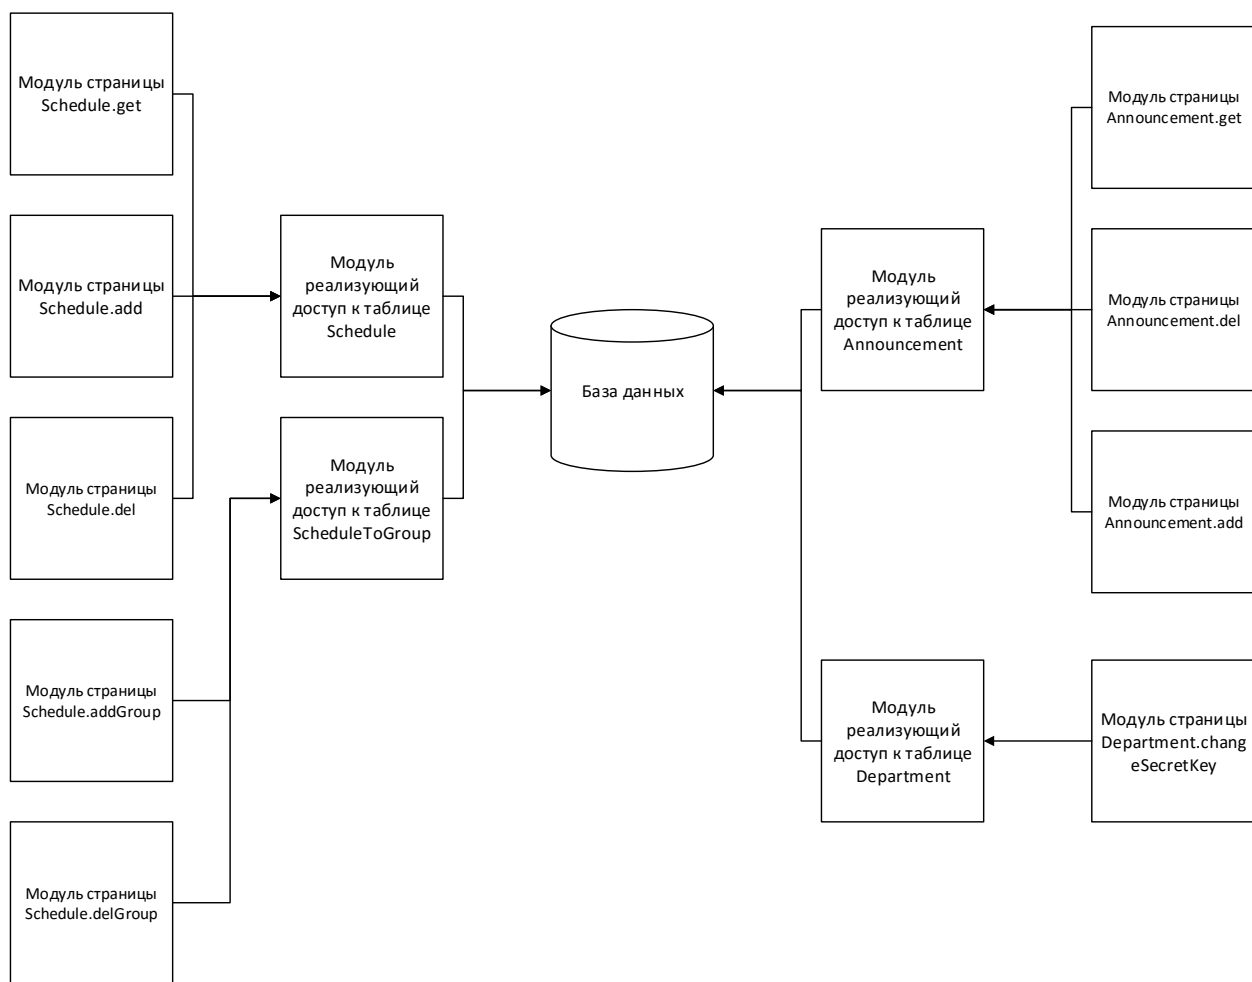 Модуль страницы
Schedule.get
Модуль страницы
Schedule.add
Модуль страницы
Schedule.del
Модуль страницы
Schedule.addGroup
Модуль страницы
Schedule.delGroup
Модуль
реализующий
доступ к таблице
Schedule
Модуль
реализующий
доступ к таблице
ScheduleToGroup
База данных
Модуль
реализующий
доступ к таблице
Announcement
Модуль
реализующий
доступ к таблице
Department
Модуль страницы
Announcement.get
Модуль страницы
Announcement.del
Модуль страницы
Announcement.add
Модуль страницы
Department.chang
eSecretKey